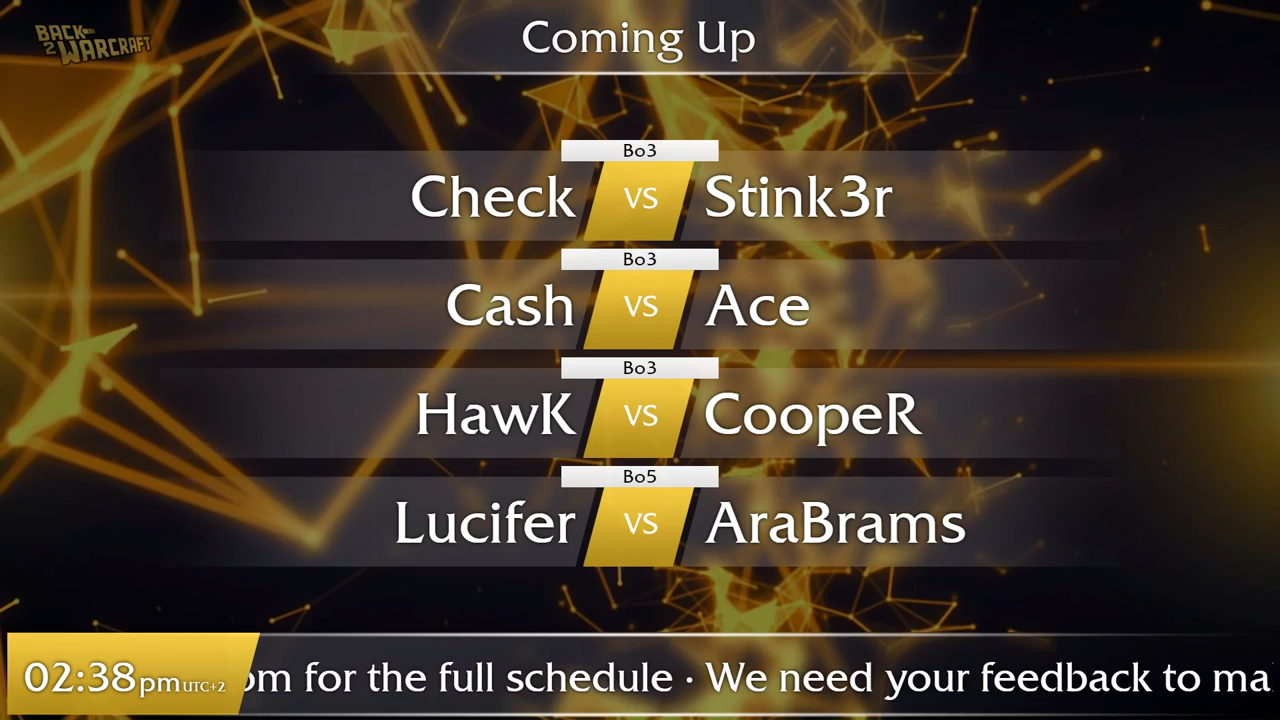 BACK
2 WARCRAFT
Coming Up
Bo3
Check VS Stink3r
Bo3
Cash VS Ace
Bo3
HawK VS CoopeR
Bo5
Lucifer VS AraBrams
02:38pm UTC+2 om for the full schedule · We need your feedback to ma